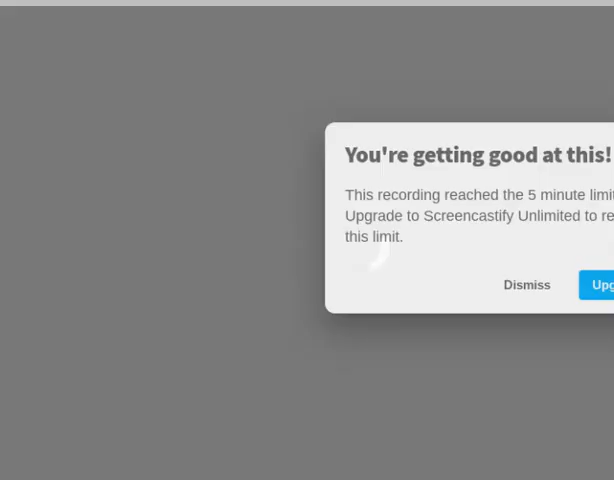 You're getting good at this!
This recording reached the 5 minute limit
Upgrade to Screencastify Unlimited to re
this limit.
Dismiss
Upg